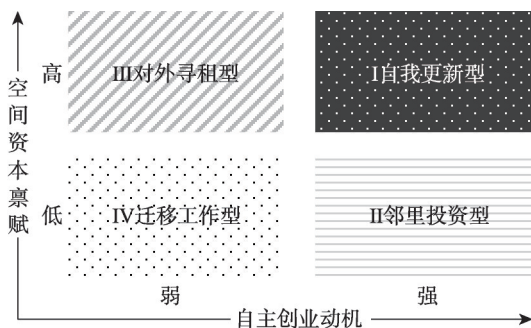 空间资本禀赋
高
Ⅲ对外寻租型
Ⅰ自我更新型
低
Ⅳ迁移工作型
Ⅱ邻里投资型
弱
强
自主创业动机